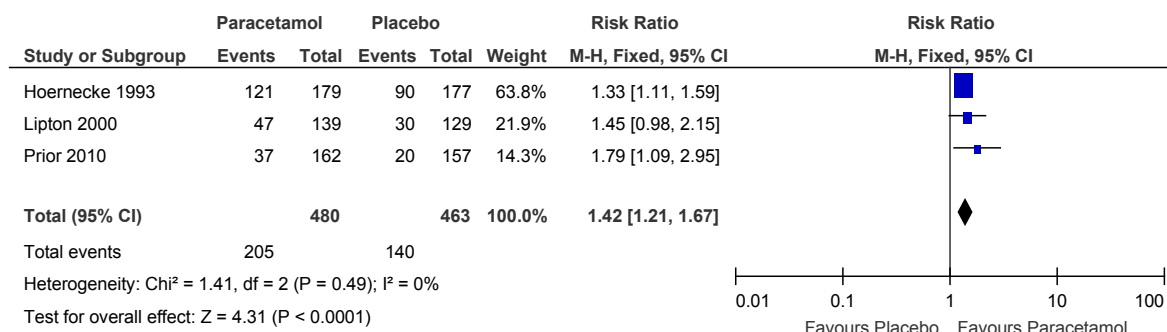 Paracetamol Placebo Risk Ratio Risk Ratio
Study or Subgroup Events Total Events Total Weight M-H, Fixed, 95% CI M-H, Fixed, 95% CI
Hoernecke 1993 121 179 90 177 63.8% 1.33 [1.11, 1.59]
Lipton 2000 47 139 30 129 21.9% 1.45 [0.98, 2.15]
Prior 2010 37 162 20 157 14.3% 1.79 [1.09, 2.95]
Total (95% CI) 480 463 100.0% 1.42 [1.21, 1.67]
Total events 205 140
Heterogeneity: Chi² = 1.41, df = 2 (P = 0.49); I² = 0%
Test for overall effect: Z = 4.31 (P < 0.0001)
0.01 0.1 1 10 100
Favours Placebo Favours Paracetamol